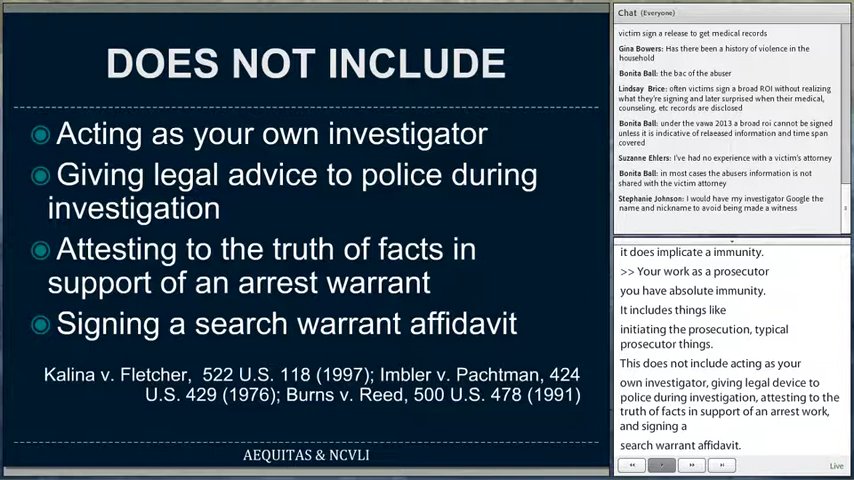 DOES NOT INCLUDE
Acting as your own investigator
Giving legal advice to police during
investigation
Attesting to the truth of facts in
support of an arrest warrant
Signing a search warrant affidavit
Kalina v. Fletcher, 522 U.S. 118 (1997); Imbler v. Pachtman, 424
U.S. 429 (1976); Burns v. Reed, 500 U.S. 478 (1991)
AEQUITAS & NCVLI
Chat (Everyone)
victim sign a release to get medical records
Gina Bowers: Has there been a history of violence in the
household
Bonita Ball: the bac of the abuser
Lindsay Brice: often victims sign a broad ROI without realizing
what they're signing and later surprised when their medical,
counseling, etc records are disclosed
Bonita Ball: under the vawa 2013 a broad roi cannot be signed
unless it is indicative of relaeased information and time span
covered
Suzanne Ehlers: I've had no experience with a victim's attorney
Bonita Ball: in most cases the abusers information is not
shared with the victim attorney
Stephanie Johnson: I would have my investigator Google the
name and nickname to avoid being made a witness
it does implicate a immunity.
>> Your work as a prosecutor
you have absolute immunity.
It includes things like
initiating the prosecution, typical
prosecutor things.
This does not include acting as your
own investigator, giving legal device to
police during investigation, attesting to the
truth of facts in support of an arrest work,
and signing a
search warrant affidavit.
Live